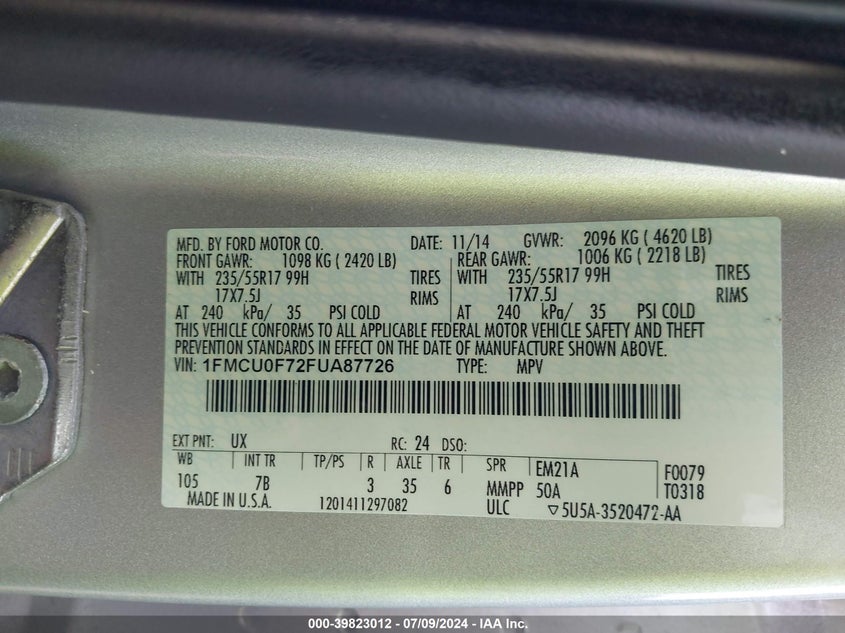 MFD. BY FORD MOTOR CO. DATE: 11/14 GVWR: 2096 KG ( 4620 LB)
FRONT GAWR: 1098 KG ( 2420 LB) REAR GAWR: 1006 KG ( 2218 LB)
WITH 235/55R17 99H TIRES WITH 235/55R17 99H TIRES
17X7.5J RIMS 17X7.5J RIMS
AT 240 kPa/ 35 PSI COLD AT 240 kPa/ 35 PSI COLD
THIS VEHICLE CONFORMS TO ALL APPLICABLE FEDERAL MOTOR VEHICLE SAFETY AND THEFT
PREVENTION STANDARDS IN EFFECT ON THE DATE OF MANUFACTURE SHOWN ABOVE.
VIN: 1FMCU0F72FUA87726 TYPE: MPV
EXT PNT: UX RC: 24 DSO:
WB INT TR TP/PS R AXLE TR SPR EM21A F0079
105 7B 3 35 6 MMPP 50A T0318
MADE IN U.S.A. 1201411297082 ULC ▽5U5A-3520472-AA
000-39823012 - 07/09/2024 - IAA Inc.